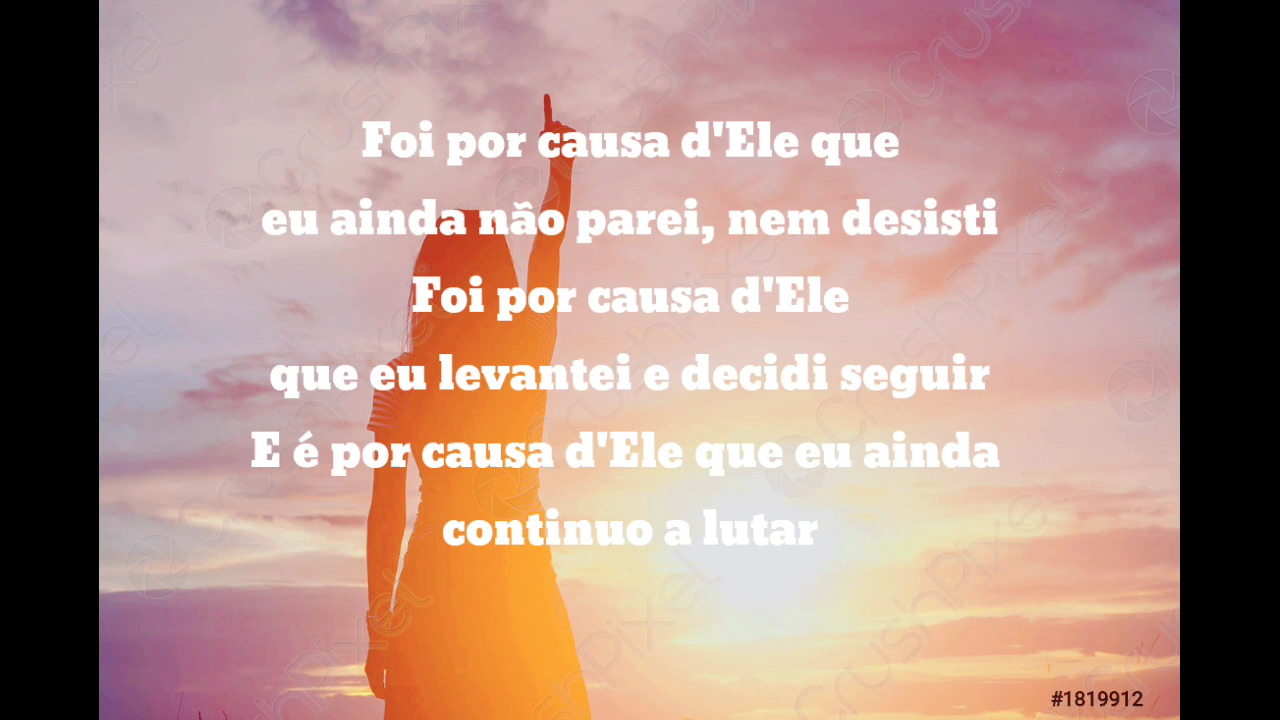 Foi por causa d'Ele que
eu ainda não parei, nem desisti
Foi por causa d'Ele
que eu levantei e decidi seguir
E é por causa d'Ele que eu ainda
continuo a lutar
#1819912
crushpixel